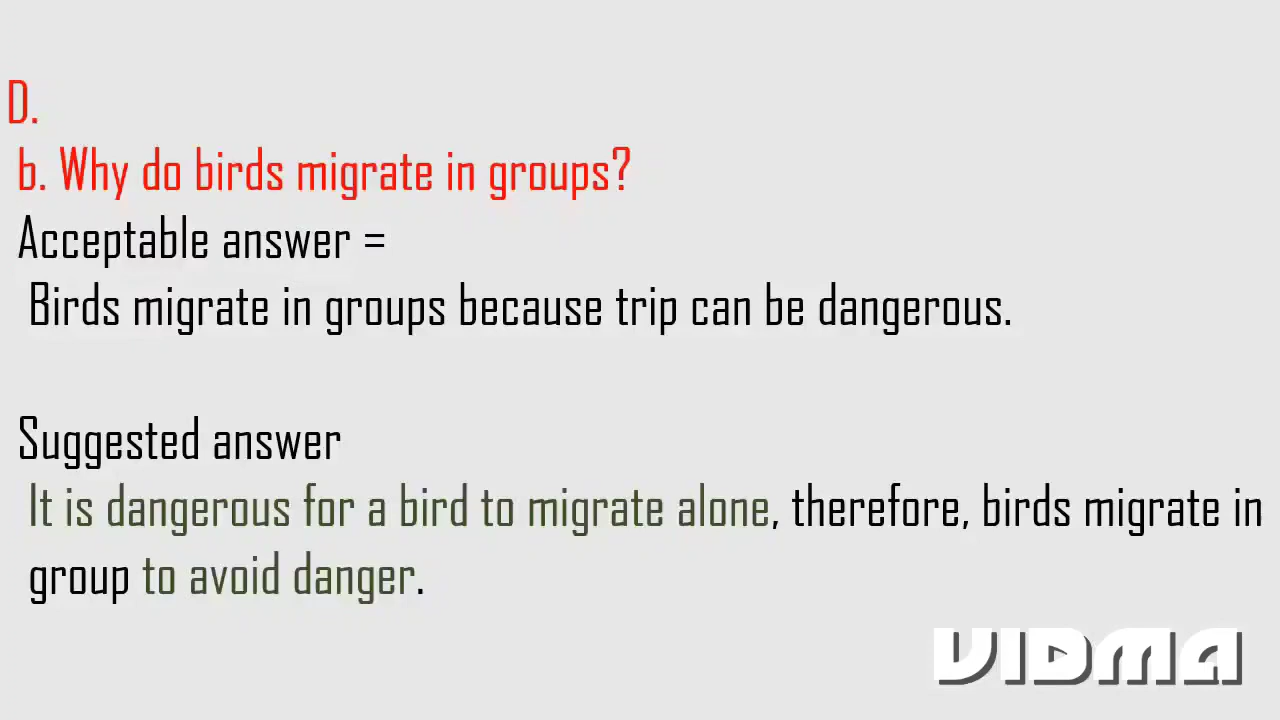 D.
b. Why do birds migrate in groups?
Acceptable answer =
Birds migrate in groups because trip can be dangerous.
Suggested answer
It is dangerous for a bird to migrate alone, therefore, birds migrate in
group to avoid danger.
VIDMA